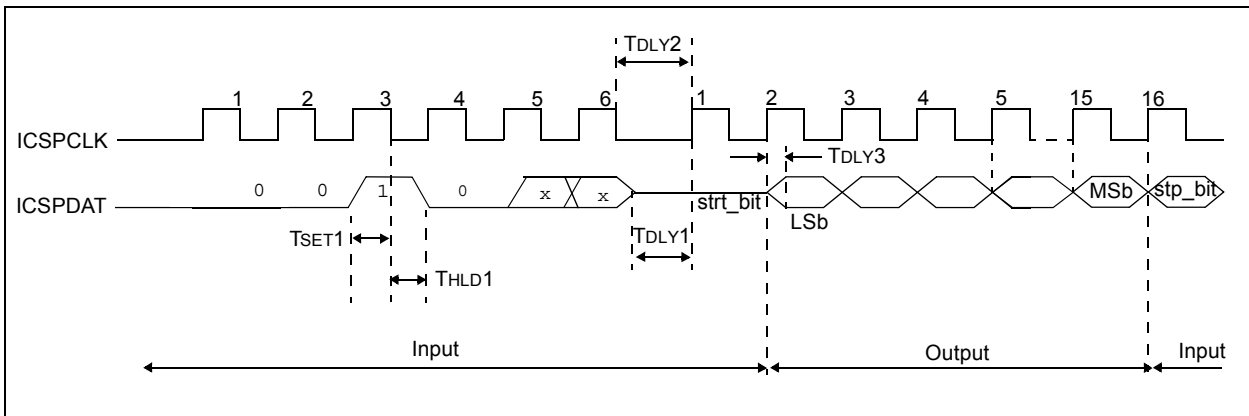 TDLY2
1 2 3 4 5 6 1 2 3 4 5 15 16
ICSPCLK
TDLY3
ICSPDAT
0 0 1 0 x x strt_bit LSb MSb stp_bit
TSET1
TDLY1
THLD1
Input Output Input